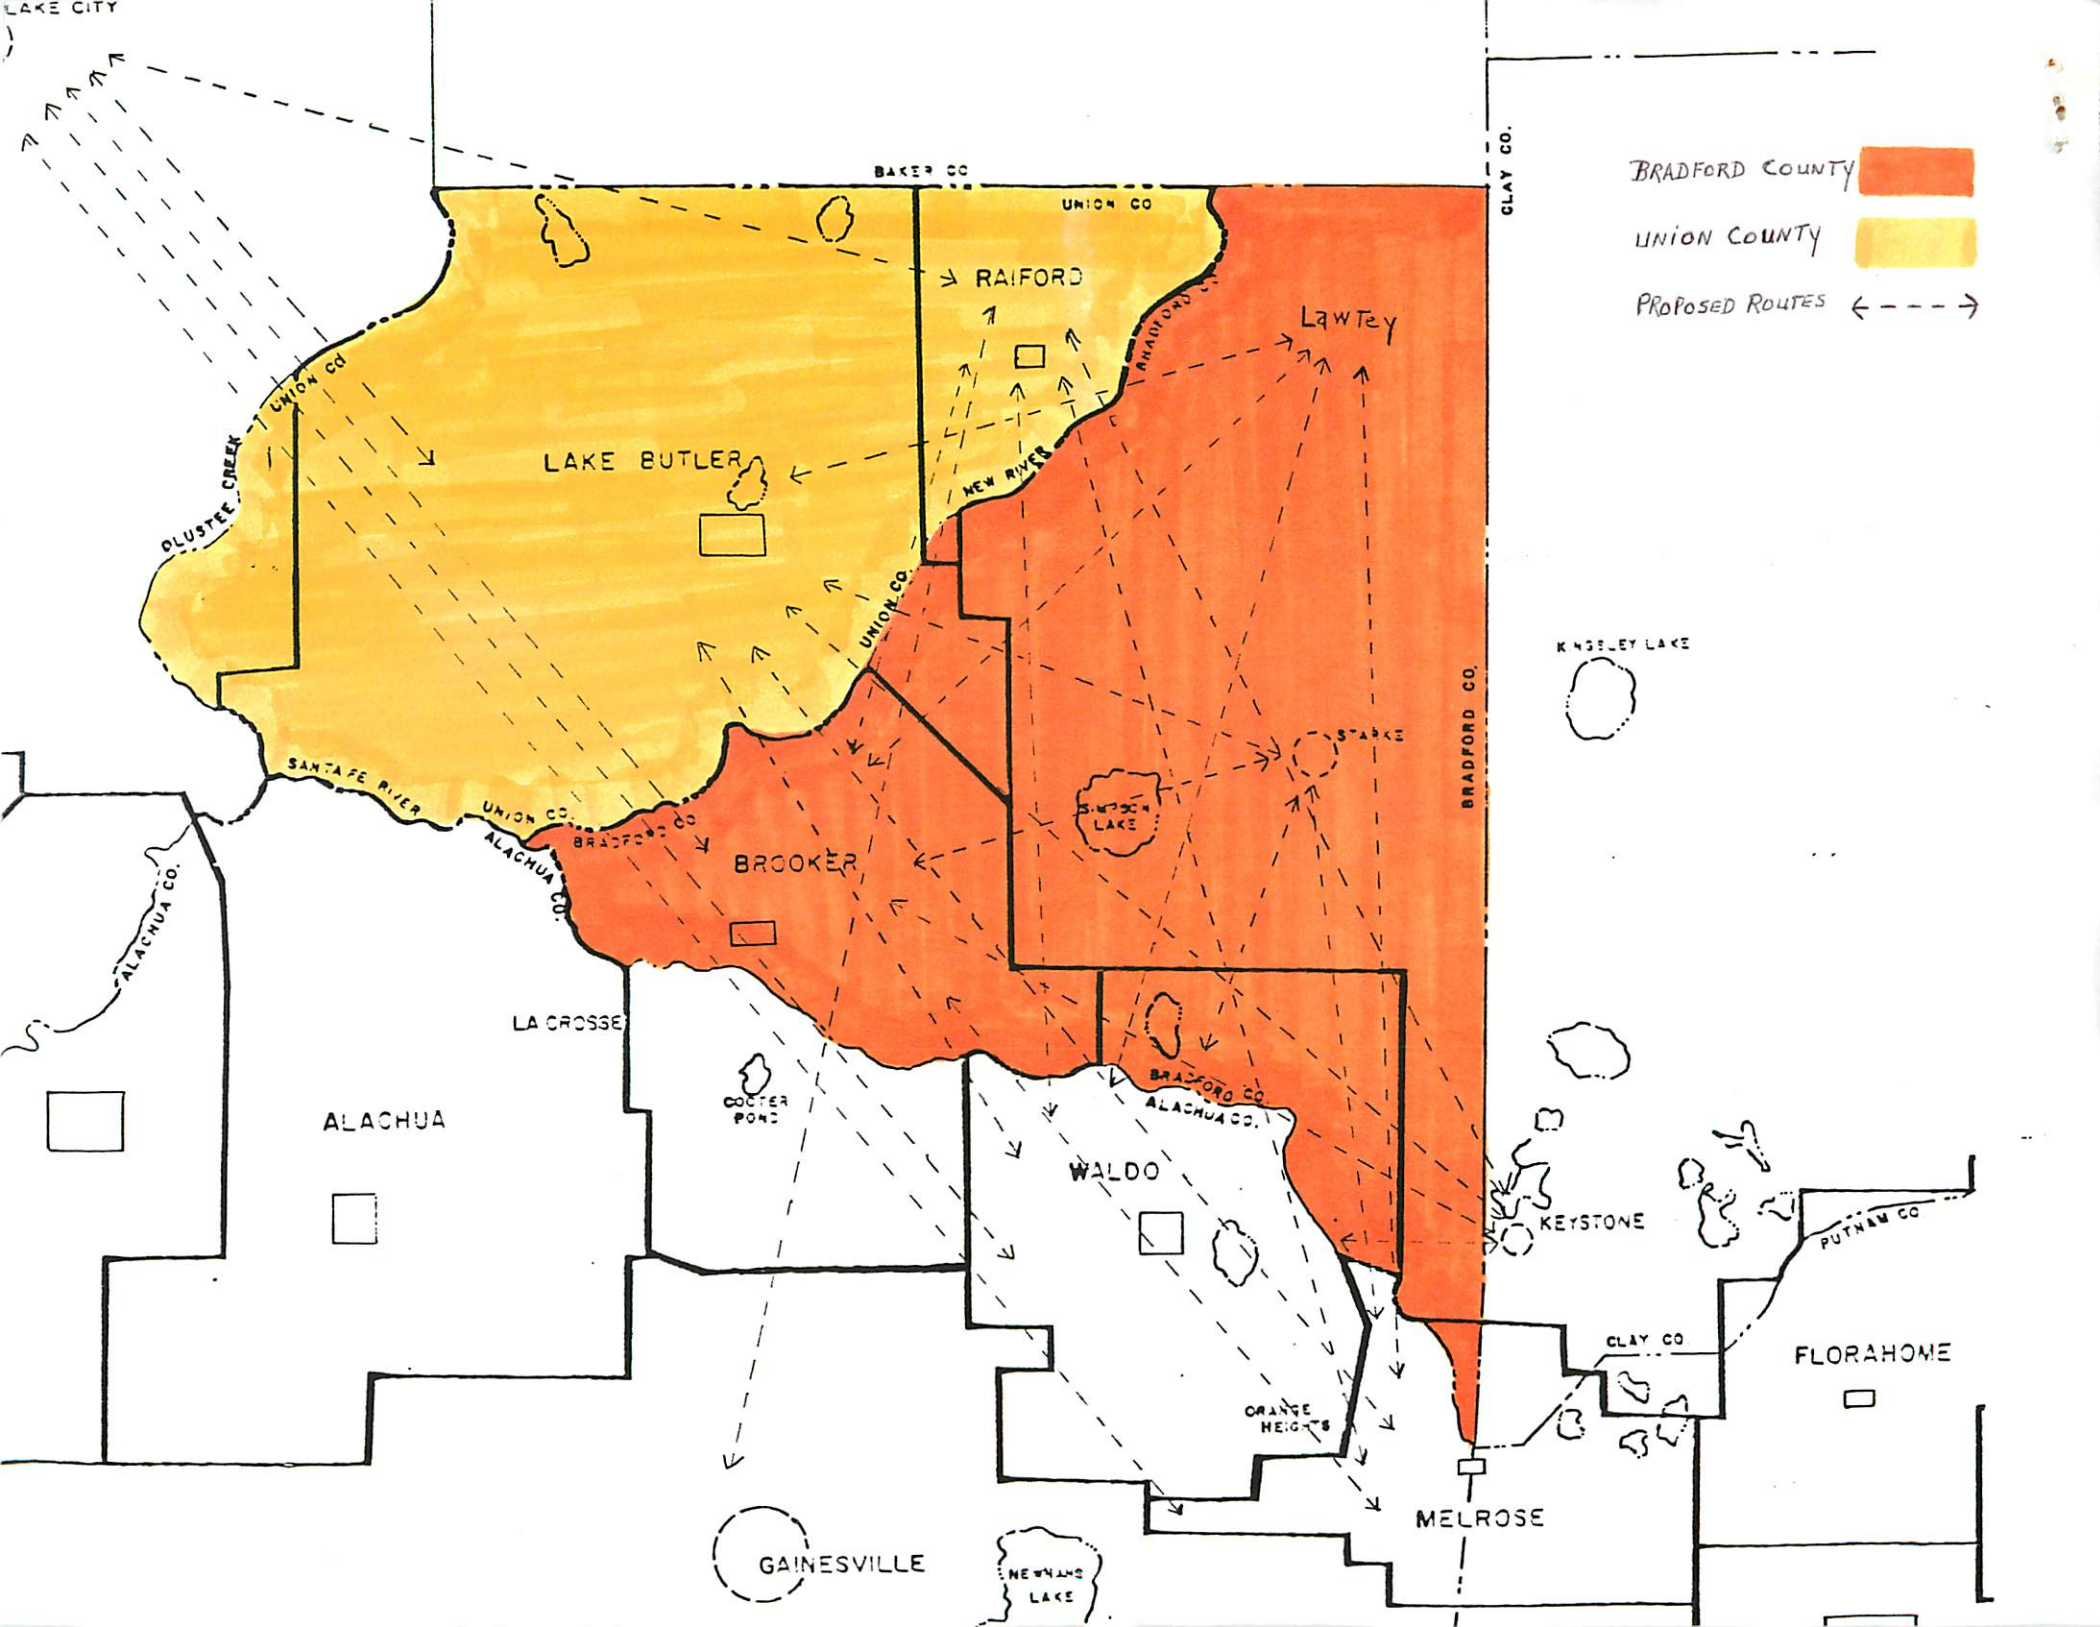 LAKE CITY
BAKER CO
UNION CO
CLAY CO.
BRADFORD COUNTY
UNION COUNTY
PROPOSED ROUTES
RAIFORD
Lawtey
BRADFORD
UNION CO
LAKE BUTLER
NEW RIVER
OLUSTEE CREEK
UNION CO.
KINGSLEY LAKE
BRADFORD CO.
STARKE
SIMPSON
LAKE
SANTA FE RIVER
UNION CO.
BRADFORD CO
ALACHUA CO.
BROOKER
ALACHUA CO.
LA CROSSE
COOTER
POND
ALACHUA
BRADFORD CO.
ALACHUA CO.
WALDO
KEYSTONE
PUTNAM CO
CLAY CO
FLORAHOME
ORANGE
HEIGHTS
MELROSE
GAINESVILLE
NEWNANS
LAKE